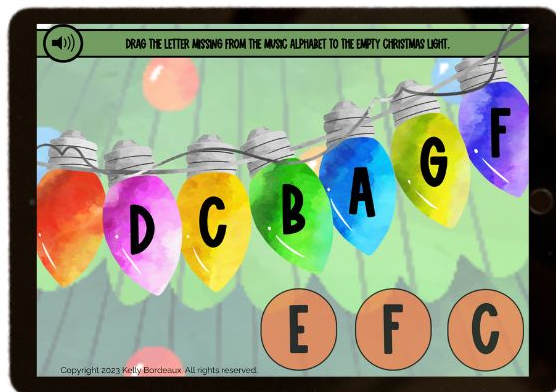 DRAG THE LETTER MISSING FROM THE MUSIC ALPHABET TO THE EMPTY CHRISTMAS LIGHT.
D C B A G F
E F C
Copyright 2023 Kelly Bordeaux. All rights reserved.